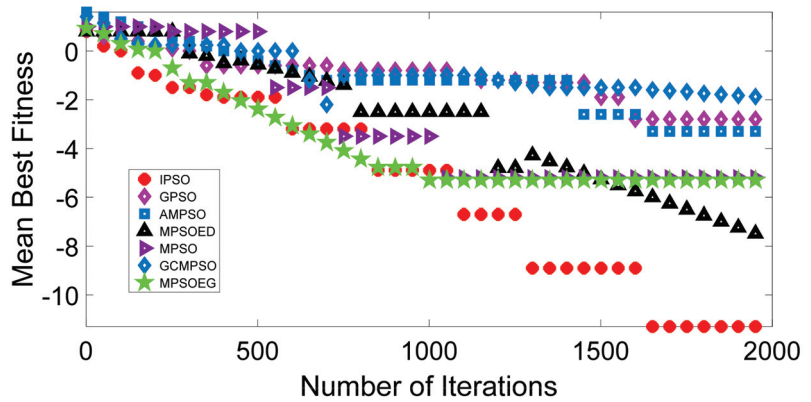 Mean Best Fitness
0
-2
-4
-6
-8
-10
IPSO
GPSO
AMPSO
MPSOED
MPSO
GCMPSO
MPSOEG
0
500
1000
1500
2000
Number of Iterations